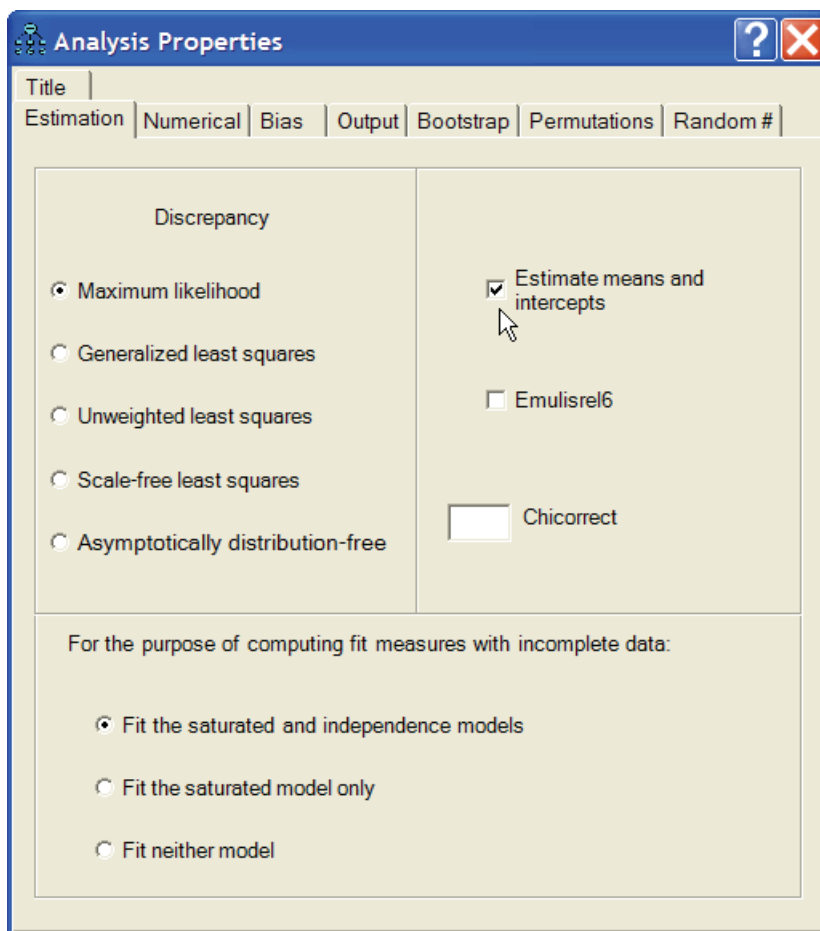 Analysis Properties
?
Title
Estimation Numerical Bias Output Bootstrap Permutations Random #
Discrepancy
Maximum likelihood
Generalized least squares
Unweighted least squares
Scale-free least squares
Asymptotically distribution-free
Estimate means and
intercepts
Emulisrel6
Chicorrect
For the purpose of computing fit measures with incomplete data:
Fit the saturated and independence models
Fit the saturated model only
Fit neither model